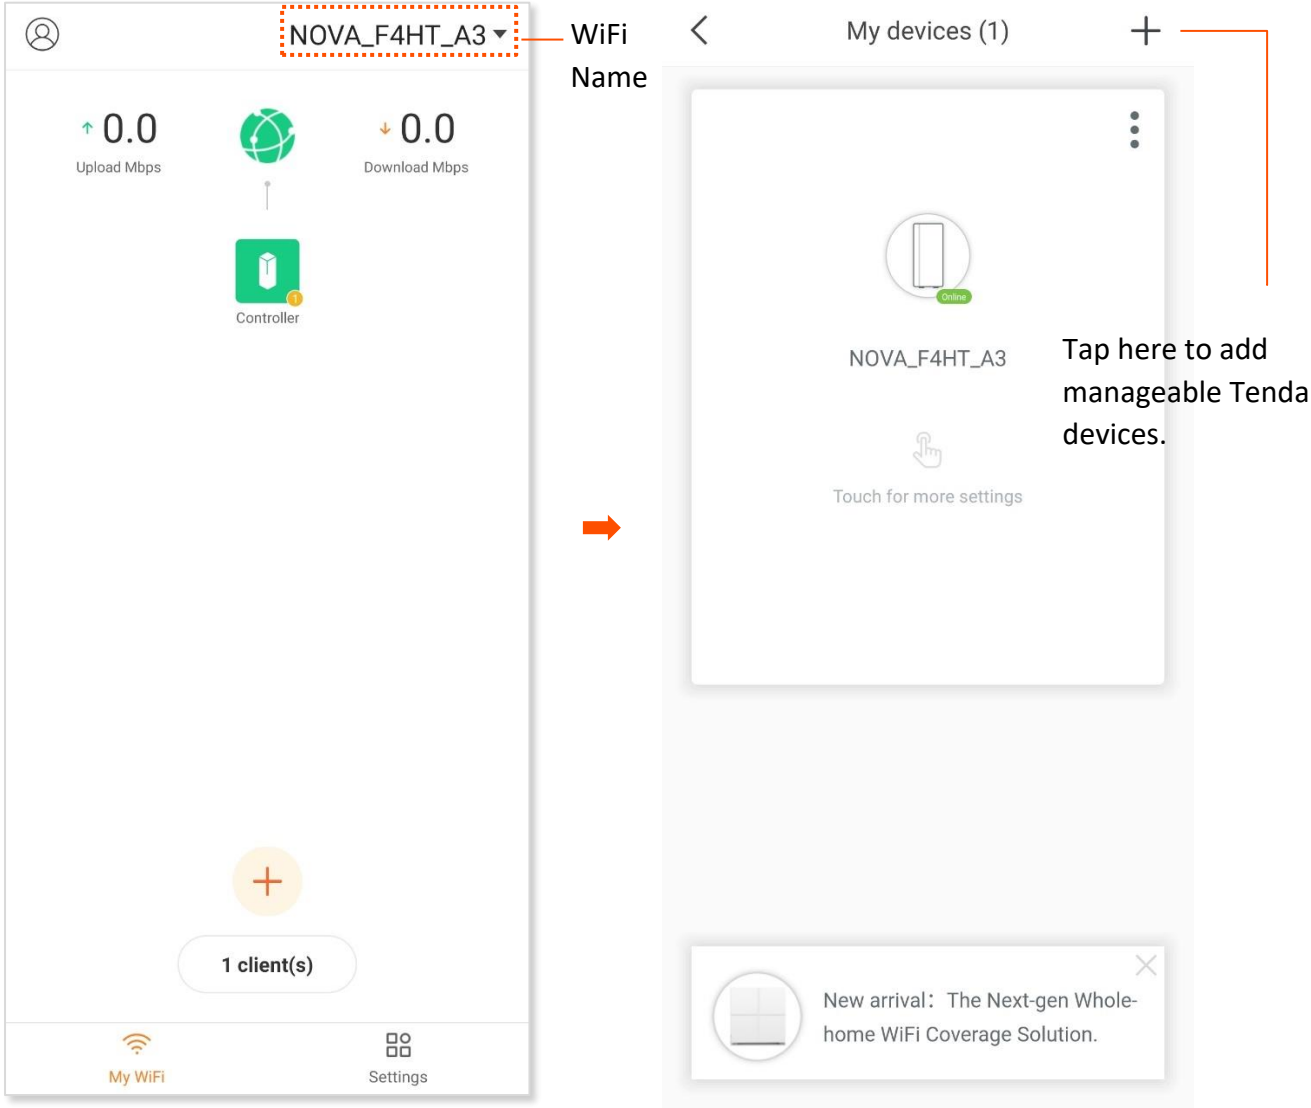 NOVA_F4HT_A3
WiFi
Name
0.0
Upload Mbps
0.0
Download Mbps
1
Controller
1 client(s)
My WiFi
Settings
My devices (1)
Online
NOVA_F4HT_A3
Touch for more settings
Tap here to add
manageable Tenda
devices.
New arrival：The Next-gen Whole-
home WiFi Coverage Solution.